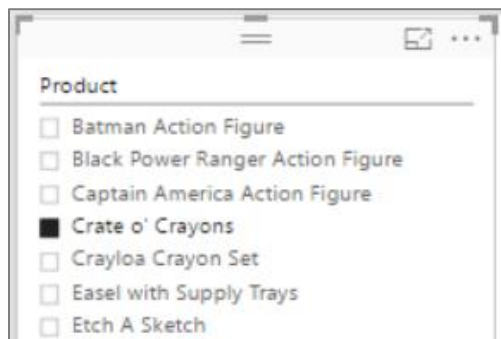 Product
Batman Action Figure
Black Power Ranger Action Figure
Captain America Action Figure
Crate o' Crayons
Crayloa Crayon Set
Easel with Supply Trays
Etch A Sketch